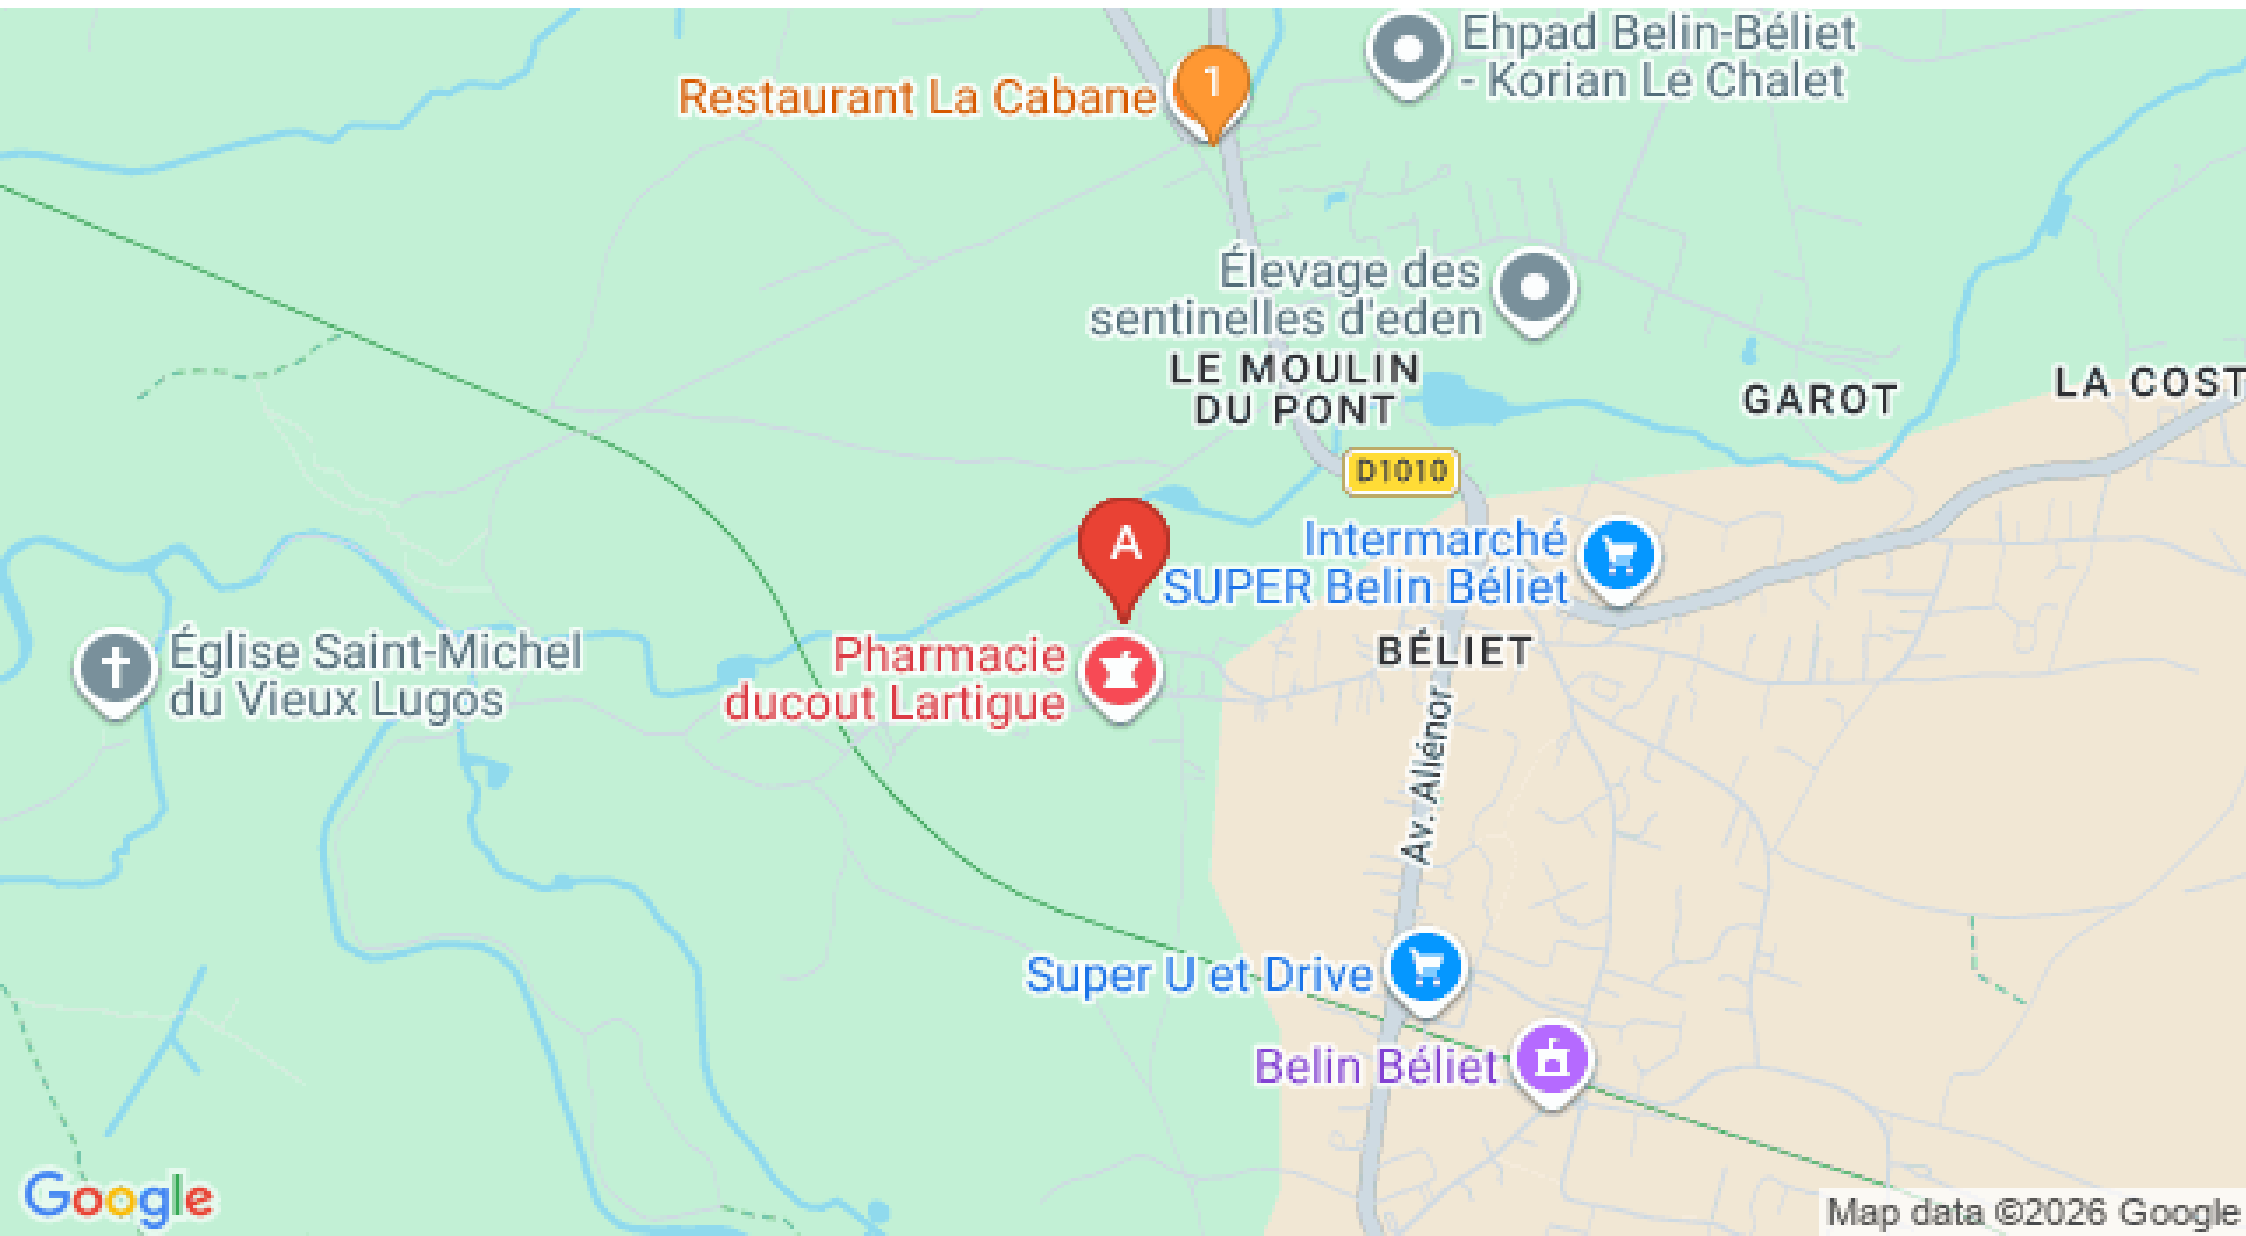 Ehpad Belin-Béliet
- Korian Le Chalet
Restaurant La Cabane
1
Élevage des
sentinelles d'eden
LE MOULIN
DU PONT
GAROT
LA COST
D1010
A
Intermarché
SUPER Belin Béliet
BÉLIET
Église Saint-Michel
du Vieux Lugos
Pharmacie
ducout Lartigue
Av. Aliénor
Super U et Drive
Belin Béliet
Google
Map data ©2026 Google